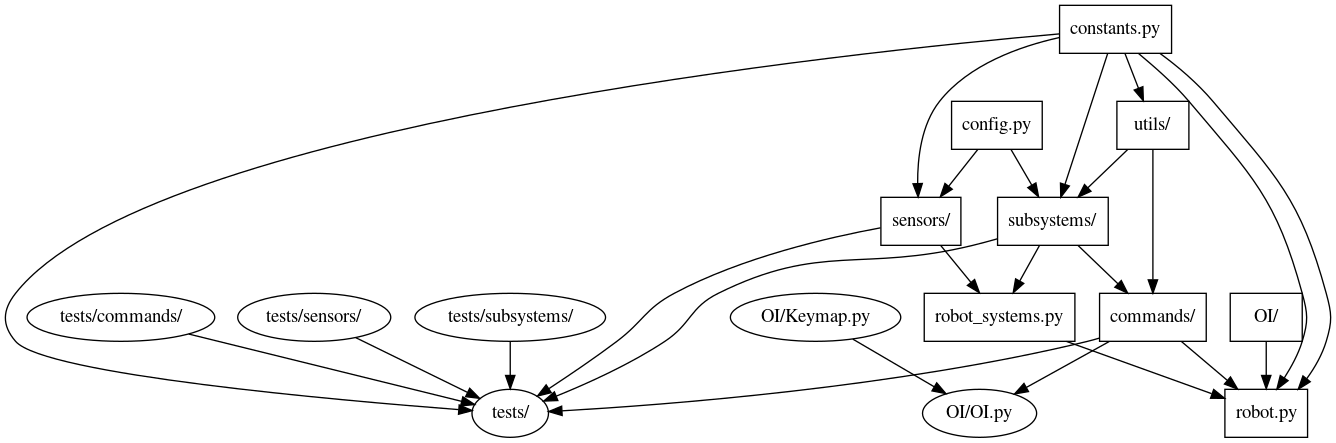 constants.py
config.py
utils/
sensors/
subsystems/
tests/commands/
tests/sensors/
tests/subsystems/
OI/Keymap.py
robot_systems.py
commands/
OI/
tests/
OI/OI.py
robot.py